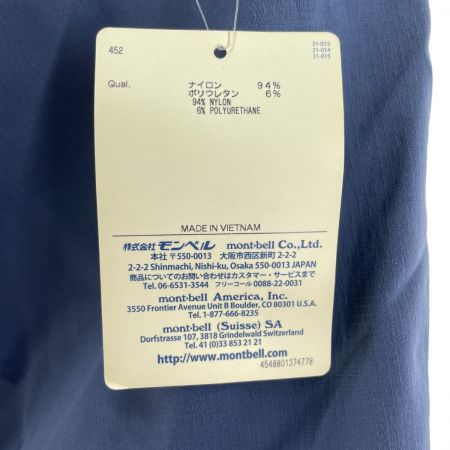 452
31-013
31-014
31-015
Qual. ナイロン 94%
ポリウレタン 6%
94% NYLON
6% POLYURETHANE
MADE IN VIETNAM
株式会社 モンベル mont-bell Co., Ltd.
本社 〒550-0013 大阪市西区新町2-2-2
2-2-2 Shinmachi, Nishi-ku, Osaka 550-0013 JAPAN
商品についてのお問い合わせはカスタマー・サービスまで
Tel. 06-6531-3544 フリーコール 0088-22-0031
mont-bell America, Inc.
3550 Frontier Avenue Unit B Boulder, CO 80301 U.S.A.
Tel. 1-877-666-8235
mont-bell (Suisse) SA
Dorfstrasse 107, 3818 Grindelwald Switzerland
Tel. 41 (0)33 853 21 21
http://www.montbell.com
4548801374778